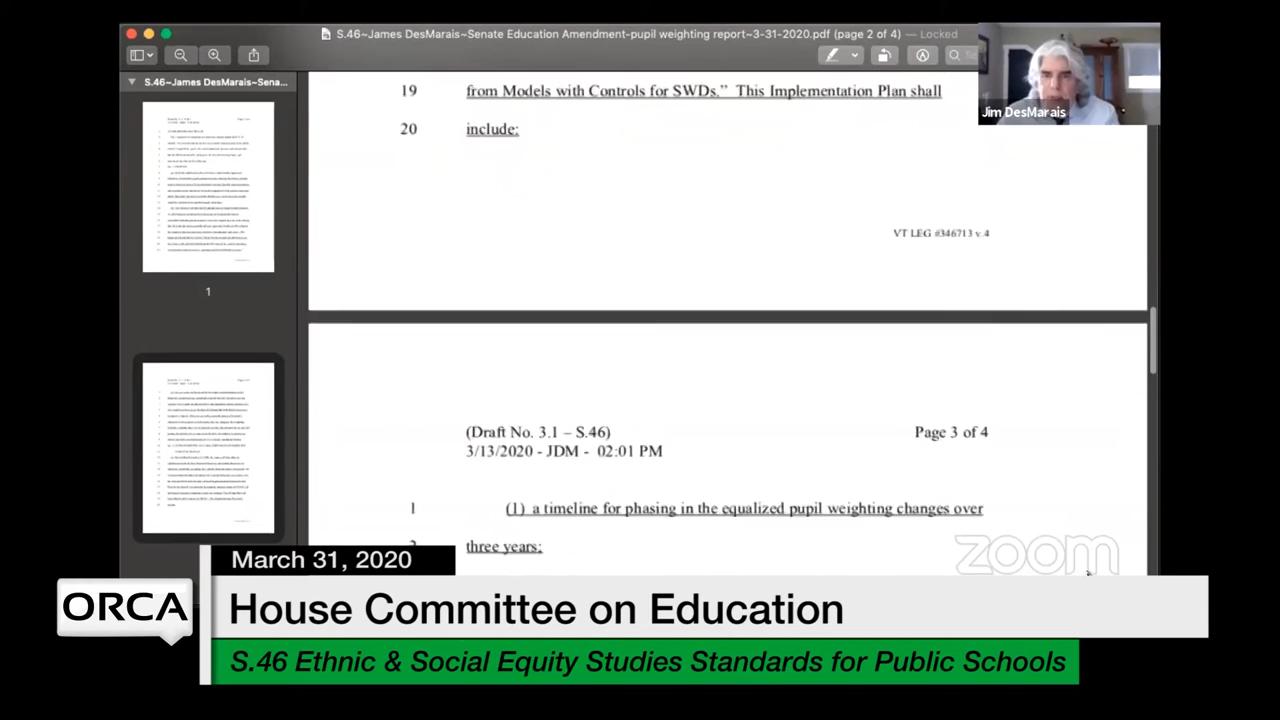 S.46~James DesMarais~Senate Education Amendment-pupil weighting report~3-31-2020.pdf (page 2 of 4) — Locked
S.46~James DesMarais~Sena...
1
Jim DesMarais
19 from Models with Controls for SWDs.” This Implementation Plan shall
20 include:
VT LEG #346713 v.4
(Draft No. 3.1 – S.46) Page 3 of 4
3/13/2020 - JDM - 02:01 PM
1 (1) a timeline for phasing in the equalized pupil weighting changes over
2 three years;
zoom
March 31, 2020
ORCA
House Committee on Education
S.46 Ethnic & Social Equity Studies Standards for Public Schools